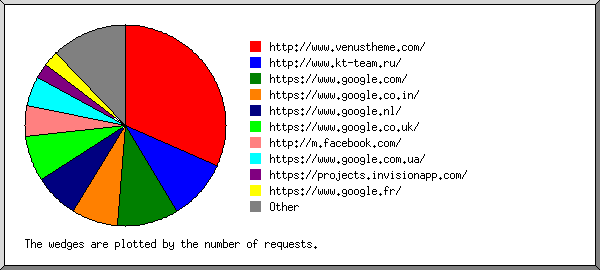 http://www.venustheme.com/
http://www.kt-team.ru/
https://www.google.com/
https://www.google.co.in/
https://www.google.nl/
https://www.google.co.uk/
http://m.facebook.com/
https://www.google.com.ua/
https://projects.invisionapp.com/
https://www.google.fr/
Other
The wedges are plotted by the number of requests.